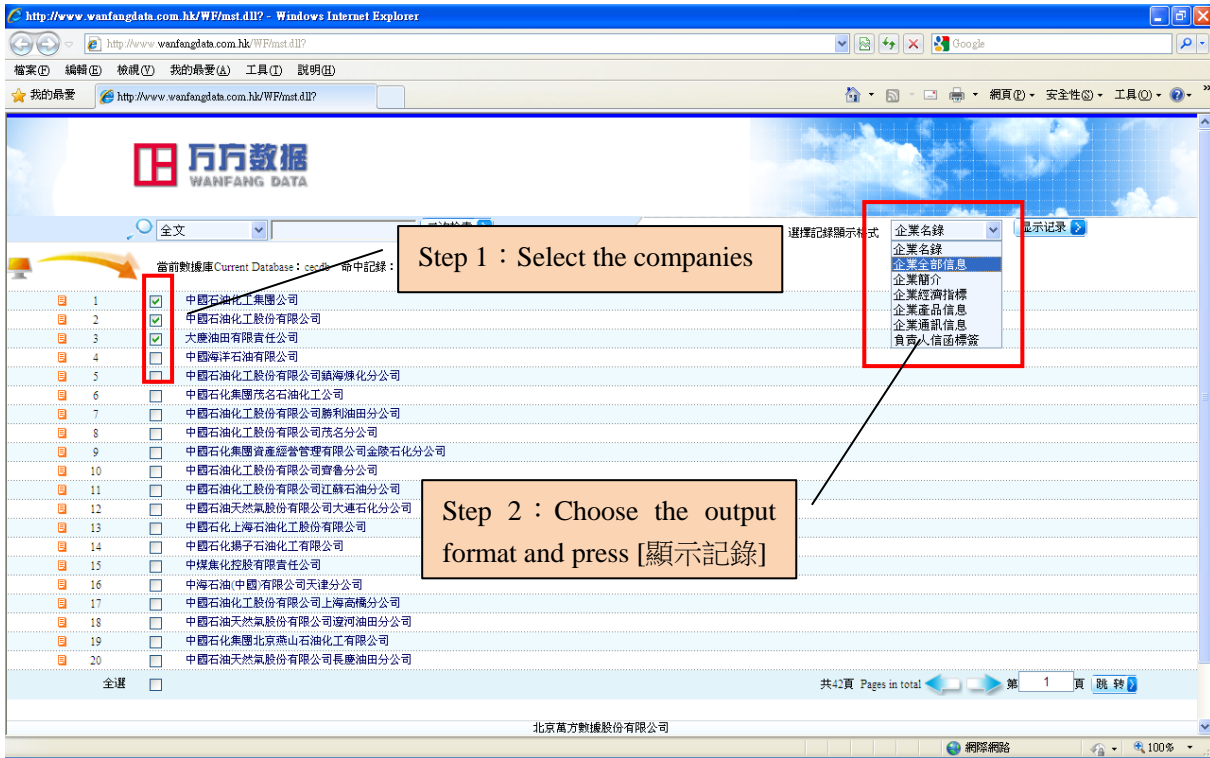 http://www.wanfangdata.com.hk/WF/mst.dll? - Windows Internet Explorer
http://www.wanfangdata.com.hk/WF/mst.dll?
Google
檔案(F) 編輯(E) 檢視(V) 我的最愛(A) 工具(T) 說明(H)
我的最愛
http://www.wanfangdata.com.hk/WF/mst.dll?
網頁(P) 安全性(S) 工具(O)
万方数据
WANFANG DATA
全文
選擇記録顯示格式 企業名錄 显示记录
企業名錄
企業全部信息
企業簡介
企業經濟指標
企業產品信息
企業通訊信息
負責人信函標簽
Step 1：Select the companies
當前數據庫Current Database：cecdb 命中記録：
1 中國石油化工集團公司
2 中國石油化工股份有限公司
3 大慶油田有限責任公司
4 中國海洋石油有限公司
5 中國石油化工股份有限公司鎮海煉化分公司
6 中國石化集團茂名石油化工公司
7 中國石油化工股份有限公司勝利油田分公司
8 中國石油化工股份有限公司茂名分公司
9 中國石化集團資產經營管理有限公司金陵石化分公司
10 中國石油化工股份有限公司齊魯分公司
11 中國石油化工股份有限公司江蘇石油分公司
12 中國石油天然氣股份有限公司大連石化分公司
13 中國石化上海石油化工股份有限公司
14 中國石化揚子石油化工有限公司
15 中煤焦化控股有限責任公司
16 中海石油(中國)有限公司天津分公司
17 中國石油化工股份有限公司上海高橋分公司
18 中國石油天然氣股份有限公司遼河油田分公司
19 中國石化集團北京燕山石油化工有限公司
20 中國石油天然氣股份有限公司長慶油田分公司
Step 2：Choose the output
format and press [顯示記錄]
全選
共42頁 Pages in total 第 1 頁 跳 转
北京萬方數據股份有限公司
網際網路 100%